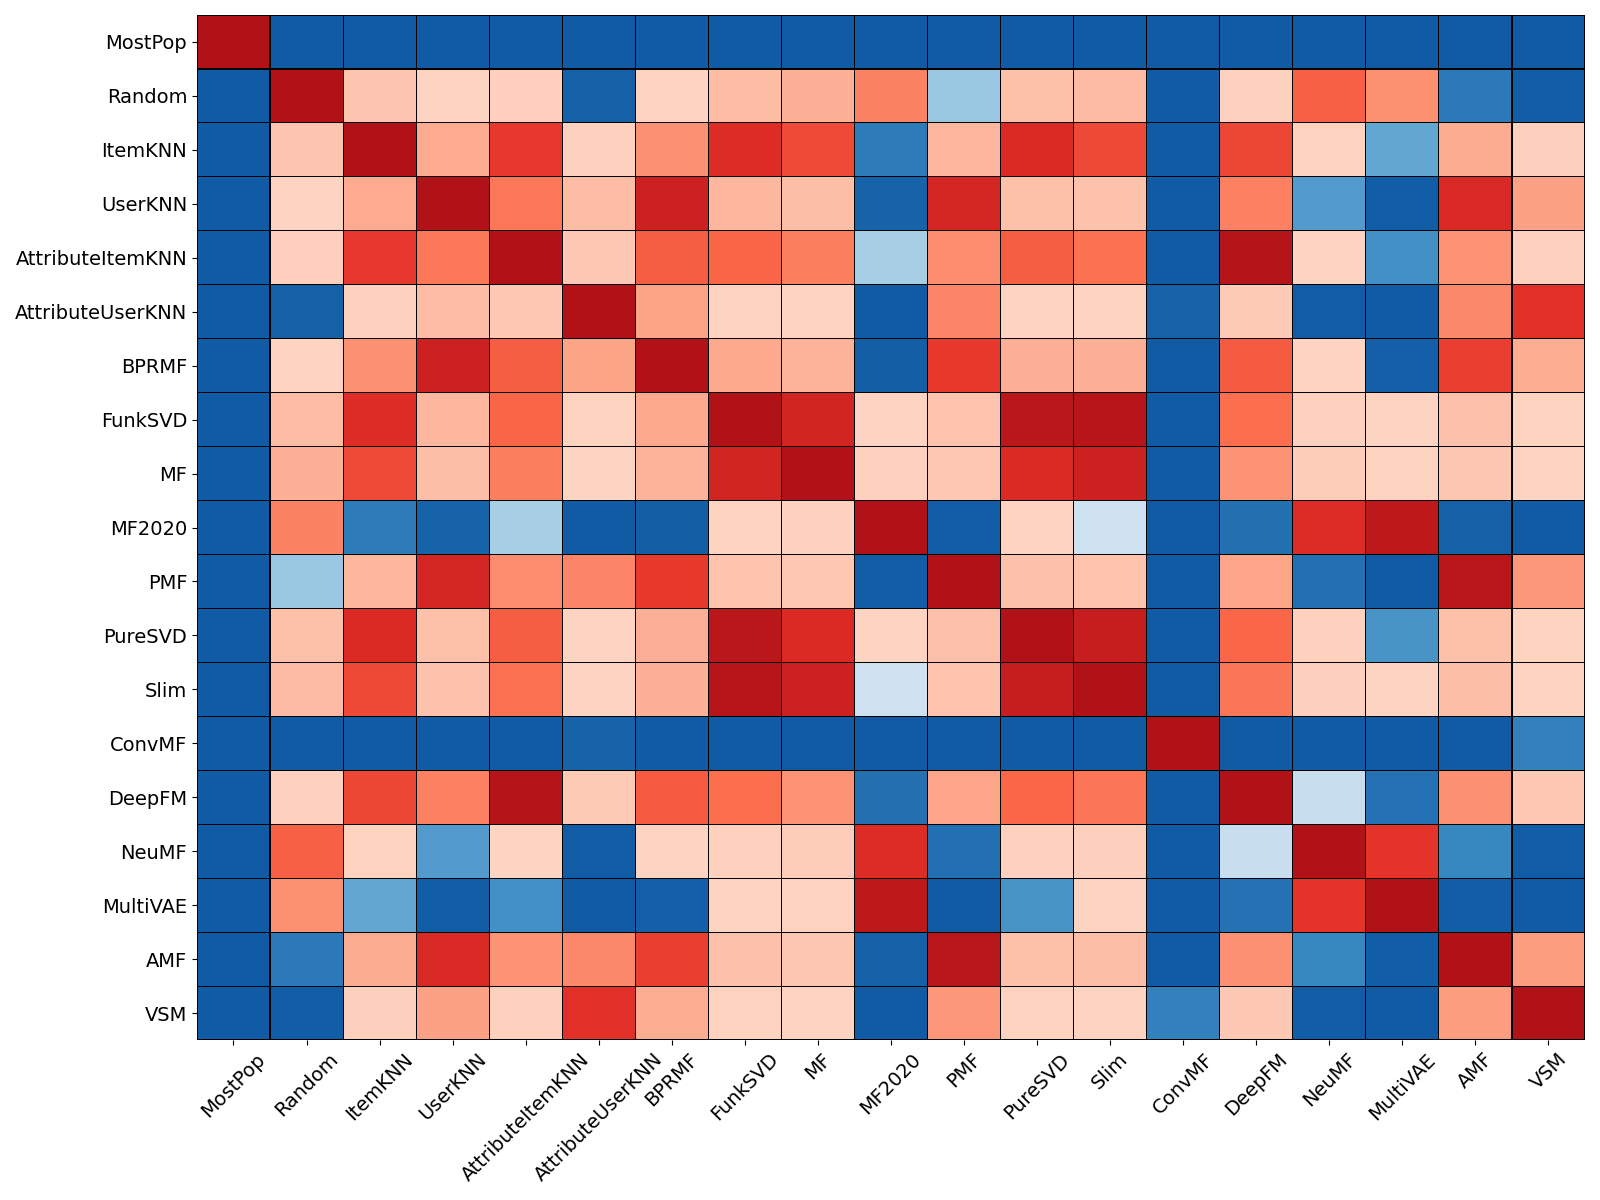 MostPop
Random
ItemKNN
UserKNN
AttributeItemKNN
AttributeUserKNN
BPRMF
FunkSVD
MF
MF2020
PMF
PureSVD
Slim
ConvMF
DeepFM
NeuMF
MultiVAE
AMF
VSM
MostPop
Random
ItemKNN
UserKNN
AttributeItemKNN
AttributeUserKNN
BPRMF
FunkSVD
MF
MF2020
PMF
PureSVD
Slim
ConvMF
DeepFM
NeuMF
MultiVAE
AMF
VSM